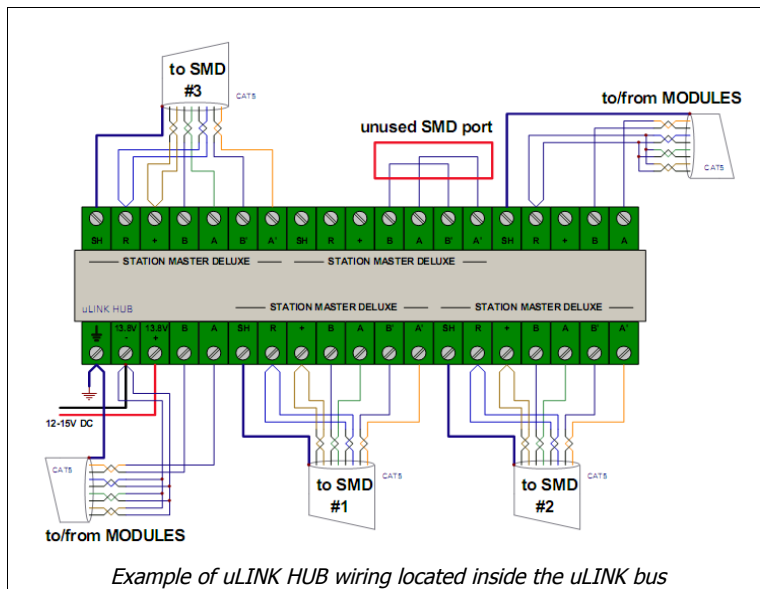 to SMD
#3
CAT5
unused SMD port
to/from MODULES
CAT5
SH R + B A B' A' SH R + B A B' A' SH R + B A
STATION MASTER DELUXE STATION MASTER DELUXE
STATION MASTER DELUXE STATION MASTER DELUXE
uLINK HUB
⏚ 13.8V - 13.8V + B A SH R + B A B' A' SH R + B A B' A'
12-15V DC
CAT5
to/from MODULES
to SMD
#1
CAT5
to SMD
#2
CAT5
Example of uLINK HUB wiring located inside the uLINK bus